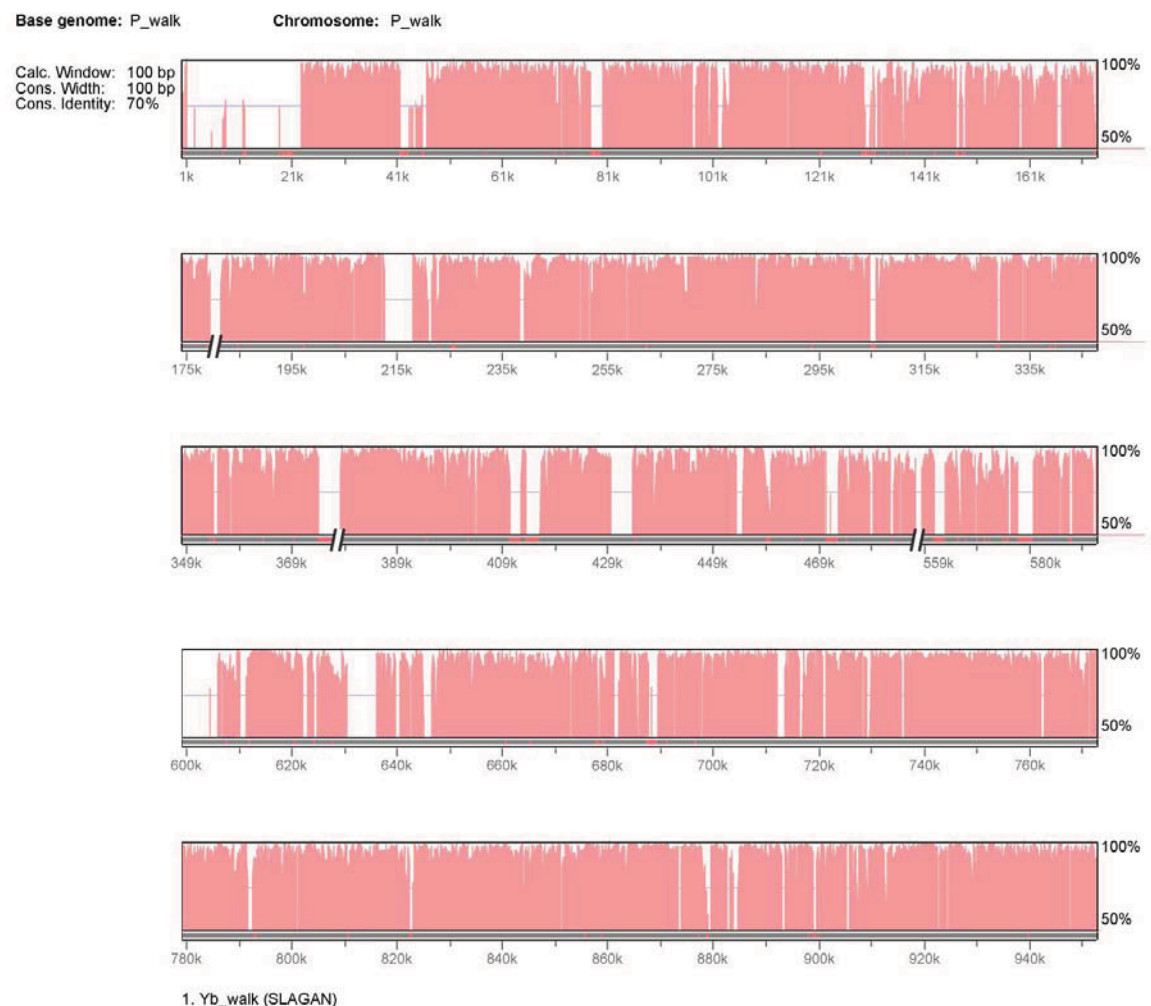 Base genome: P_walk Chromosome: P_walk
Calc. Window: 100 bp
Cons. Width: 100 bp
Cons. Identity: 70%
100%
50%
1k 21k 41k 61k 81k 101k 121k 141k 161k
100%
50%
175k 195k 215k 235k 255k 275k 295k 315k 335k
100%
50%
349k 369k 389k 409k 429k 449k 469k 559k 580k
100%
50%
600k 620k 640k 660k 680k 700k 720k 740k 760k
100%
50%
780k 800k 820k 840k 860k 880k 900k 920k 940k
1. Yb_walk (SLAGAN)